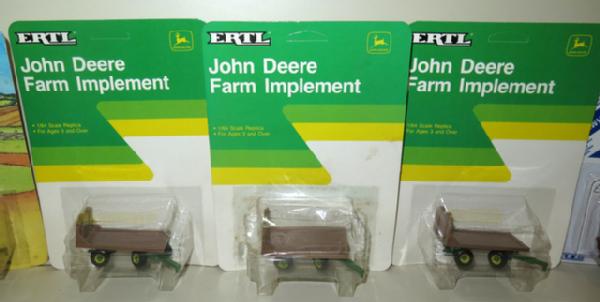 ERTL
John Deere
Farm Implement
• 1/64 Scale Replica
• For Ages 3 and Over
ERTL
John Deere
Farm Implement
• 1/64 Scale Replica
• For Ages 3 and Over
ERTL
John Deere
Farm Implement
• 1/64 Scale Replica
• For Ages 3 and Over